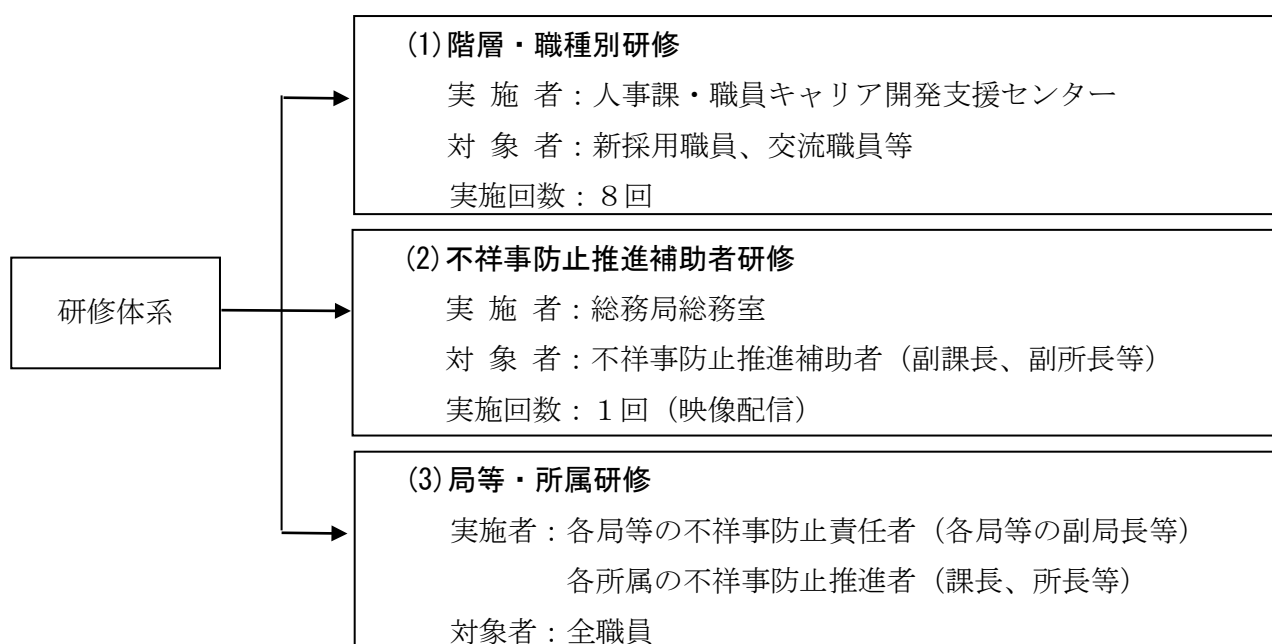 (1)階層・職種別研修
実 施 者：人事課・職員キャリア開発支援センター
対 象 者：新採用職員、交流職員等
実施回数：８回
研修体系
(2)不祥事防止推進補助者研修
実 施 者：総務局総務室
対 象 者：不祥事防止推進補助者（副課長、副所長等）
実施回数：１回（映像配信）
(3)局等・所属研修
実施者：各局等の不祥事防止責任者（各局等の副局長等）
各所属の不祥事防止推進者（課長、所長等）
対象者：全職員